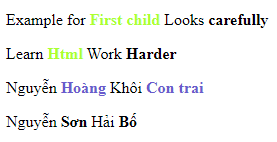 Example for First child Looks carefully
Learn Html Work Harder
Nguyễn Hoàng Khôi Con trai
Nguyễn Sơn Hải Bố